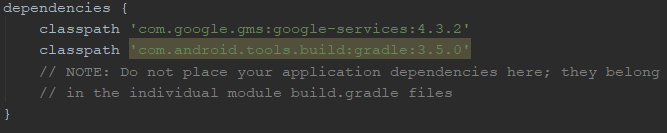 dependencies {
classpath 'com.google.gms:google-services:4.3.2'
classpath 'com.android.tools.build:gradle:3.5.0'
// NOTE: Do not place your application dependencies here; they belong
// in the individual module build.gradle files
}